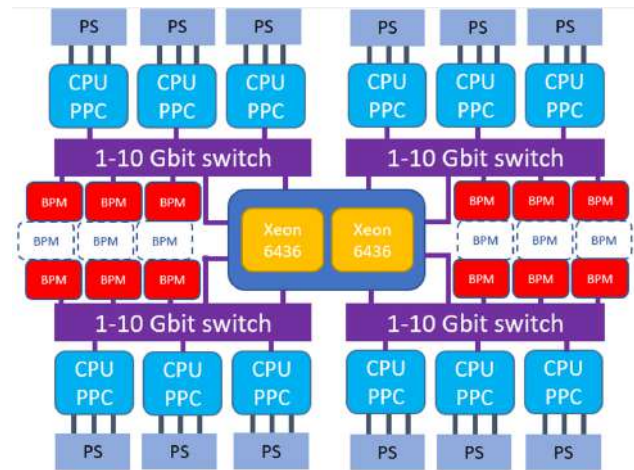 PS PS PS PS PS PS
CPU CPU CPU CPU CPU CPU
PPC PPC PPC PPC PPC PPC
1-10 Gbit switch 1-10 Gbit switch
BPM BPM BPM BPM BPM BPM
BPM BPM BPM Xeon Xeon BPM BPM BPM
6436 6436
BPM BPM BPM BPM BPM BPM
1-10 Gbit switch 1-10 Gbit switch
CPU CPU CPU CPU CPU CPU
PPC PPC PPC PPC PPC PPC
PS PS PS PS PS PS